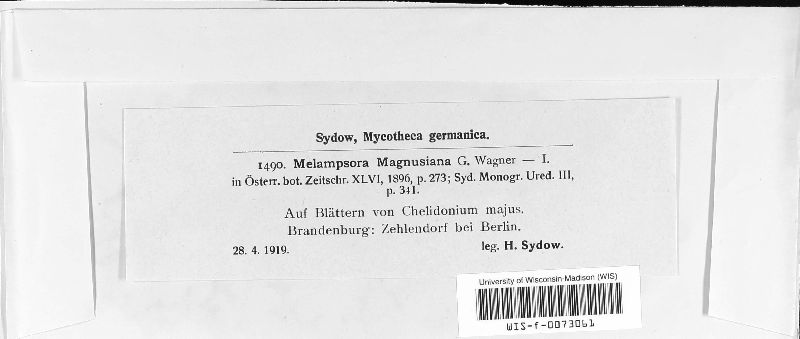 Sydow, Mycotheca germanica.
1490. Melampsora Magnusiana G. Wagner — I.
in Österr. bot. Zeitschr. XLVI, 1896, p. 273; Syd. Monogr. Ured. III,
p. 341.
Auf Blättern von Chelidonium majus.
Brandenburg: Zehlendorf bei Berlin.
28. 4. 1919. leg. H. Sydow.
University of Wisconsin-Madison (WIS)
WIS-f-0073061